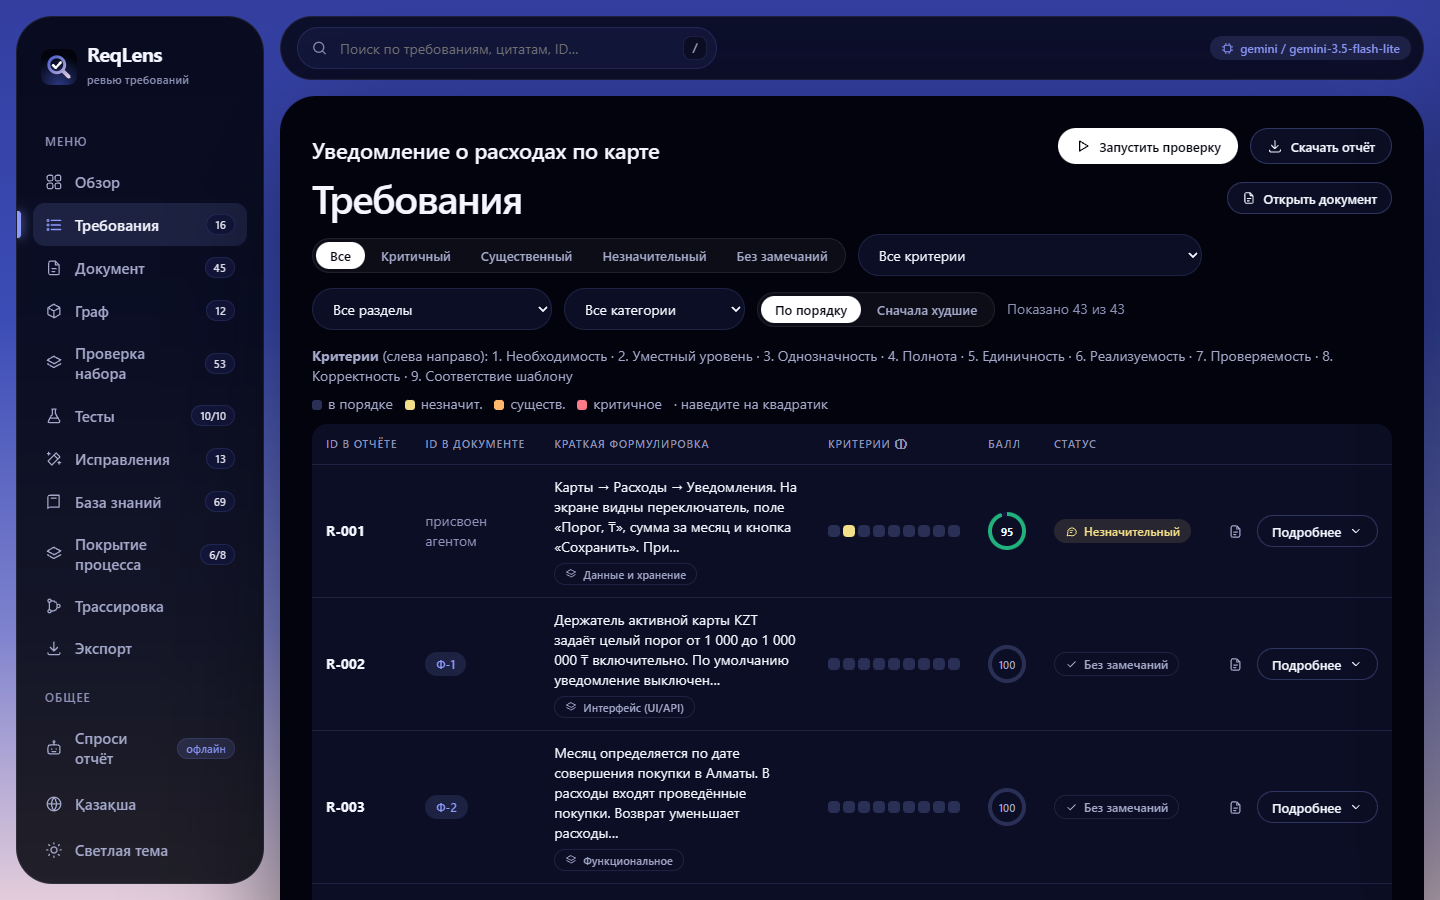 ReqLens
ревью требований
МЕНЮ
Обзор
Требования 16
Документ 45
Граф 12
Проверка
набора 53
Тесты 10/10
Исправления 13
База знаний 69
Покрытие
процесса 6/8
Трассировка
Экспорт
ОБЩЕЕ
Спроси
отчёт офлайн
Қазақша
Светлая тема
Поиск по требованиям, цитатам, ID... /
gemini / gemini-3.5-flash-lite
Уведомление о расходах по карте
Запустить проверку
Скачать отчёт
Требования
Открыть документ
Все Критичный Существенный Незначительный Без замечаний
Все критерии
Все разделы
Все категории
По порядку Сначала худшие
Показано 43 из 43
Критерии (слева направо): 1. Необходимость · 2. Уместный уровень · 3. Однозначность · 4. Полнота · 5. Единичность · 6. Реализуемость · 7. Проверяемость · 8.
Корректность · 9. Соответствие шаблону
в порядке незначит. существ. критичное · наведите на квадратик
ID В ОТЧЁТЕ ID В ДОКУМЕНТЕ КРАТКАЯ ФОРМУЛИРОВКА КРИТЕРИИ ⓘ БАЛЛ СТАТУС
R-001
присвоен
агентом
Карты → Расходы → Уведомления. На
экране видны переключатель, поле
«Порог, ₸», сумма за месяц и кнопка
«Сохранить». При...
Данные и хранение
95
Незначительный
Подробнее
R-002
Ф-1
Держатель активной карты KZT
задаёт целый порог от 1 000 до 1 000
000 ₸ включительно. По умолчанию
уведомление выключен...
Интерфейс (UI/API)
100
Без замечаний
Подробнее
R-003
Ф-2
Месяц определяется по дате
совершения покупки в Алматы. В
расходы входят проведённые
покупки. Возврат уменьшает
расходы...
Функциональное
100
Без замечаний
Подробнее